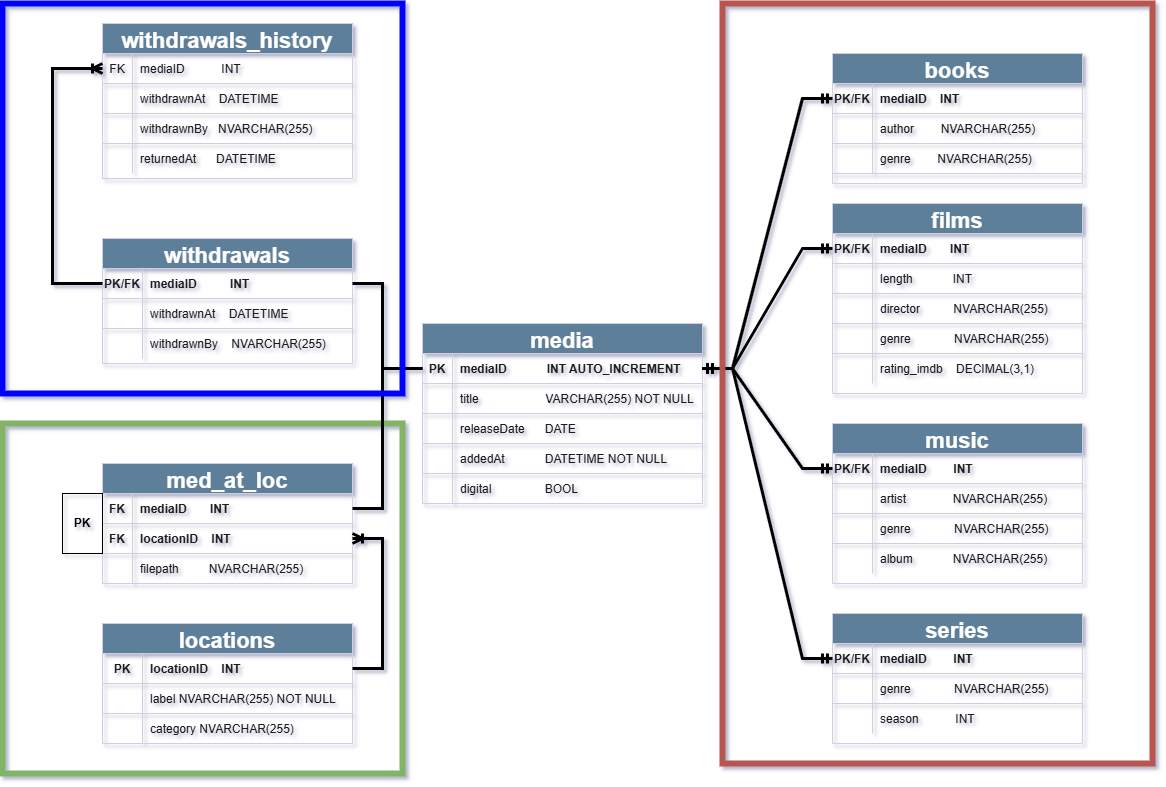 withdrawals_history
FK mediaID INT
withdrawnAt DATETIME
withdrawnBy NVARCHAR(255)
returnedAt DATETIME
withdrawals
PK/FK mediaID INT
withdrawnAt DATETIME
withdrawnBy NVARCHAR(255)
med_at_loc
PK
FK mediaID INT
FK locationID INT
filepath NVARCHAR(255)
locations
PK locationID INT
label NVARCHAR(255) NOT NULL
category NVARCHAR(255)
media
PK mediaID INT AUTO_INCREMENT
title VARCHAR(255) NOT NULL
releaseDate DATE
addedAt DATETIME NOT NULL
digital BOOL
books
PK/FK mediaID INT
author NVARCHAR(255)
genre NVARCHAR(255)
films
PK/FK mediaID INT
length INT
director NVARCHAR(255)
genre NVARCHAR(255)
rating_imdb DECIMAL(3,1)
music
PK/FK mediaID INT
artist NVARCHAR(255)
genre NVARCHAR(255)
album NVARCHAR(255)
series
PK/FK mediaID INT
genre NVARCHAR(255)
season INT